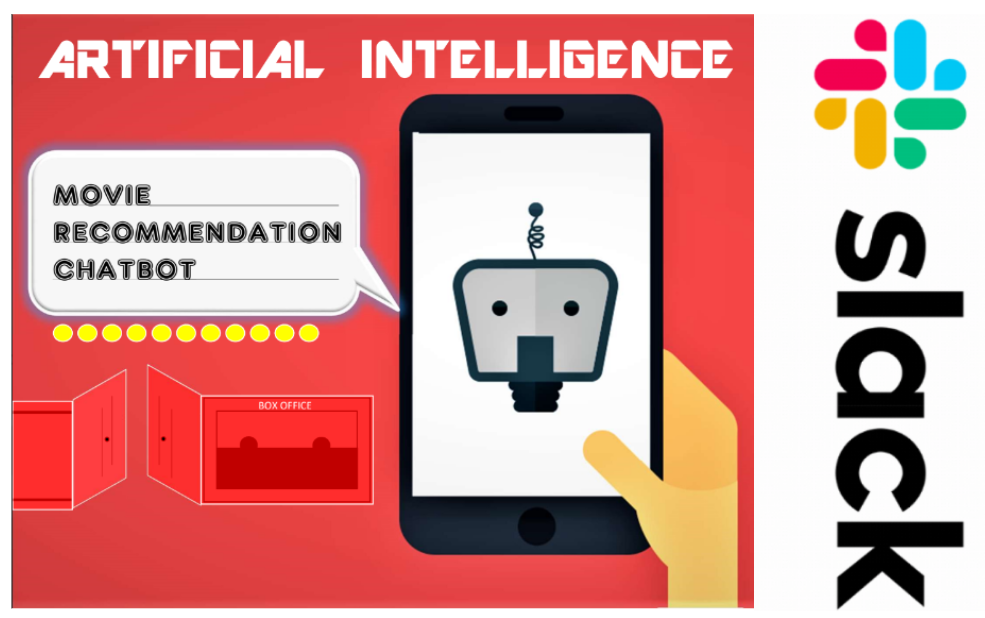 ARTIFICIAL INTELLIGENCE
MOVIE
RECOMMENDATION
CHATBOT
BOX OFFICE
slack